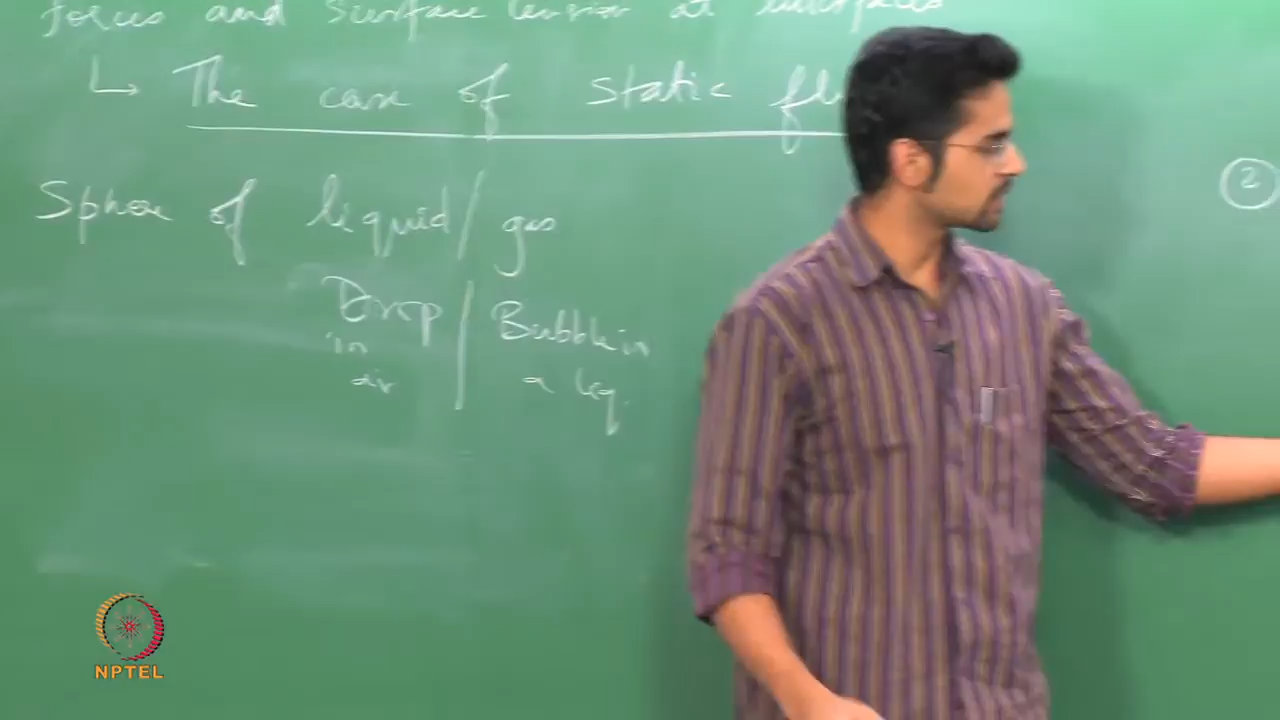 forces and surface tension at interfaces
↳ The case of static fl
Sphere of liquid / gas
Drop / Bubble in
in
air
a liq.
2
NPTEL